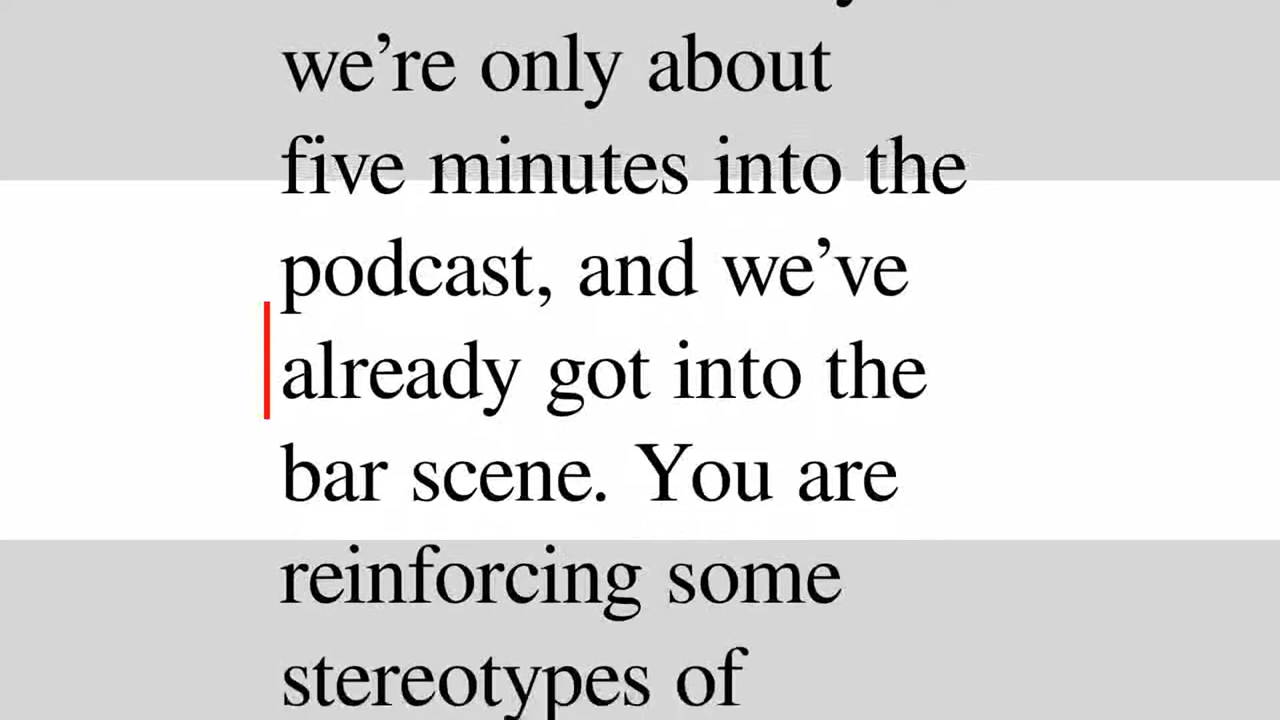 we’re only about
five minutes into the
podcast, and we’ve
already got into the
bar scene. You are
reinforcing some
stereotypes of